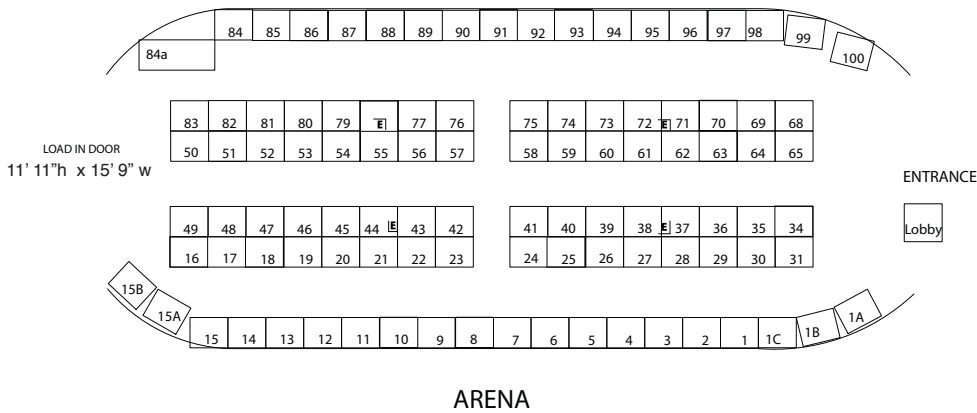 84 85 86 87 88 89 90 91 92 93 94 95 96 97 98
99
100
84a
83 82 81 80 79 E 77 76 75 74 73 72 E 71 70 69 68
50 51 52 53 54 55 56 57 58 59 60 61 62 63 64 65
LOAD IN DOOR
11' 11"h x 15' 9" w
ENTRANCE
Lobby
49 48 47 46 45 44 E 43 42 41 40 39 38 E 37 36 35 34
16 17 18 19 20 21 22 23 24 25 26 27 28 29 30 31
15B
15A
1A
1B
15 14 13 12 11 10 9 8 7 6 5 4 3 2 1 1C
ARENA